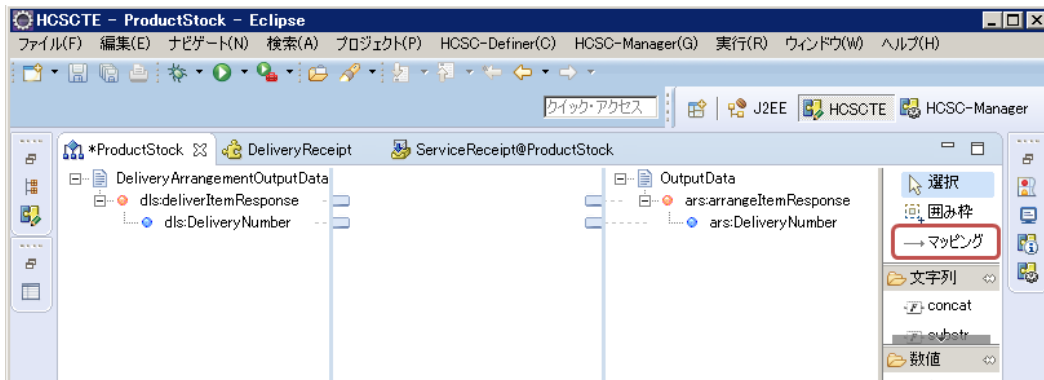 HCSCTE - ProductStock - Eclipse
ファイル(F) 編集(E) ナビゲート(N) 検索(A) プロジェクト(P) HCSC-Definer(C) HCSC-Manager(G) 実行(R) ウィンドウ(W) ヘルプ(H)
クイック・アクセス J2EE HCSCTE HCSC-Manager
*ProductStock DeliveryReceipt ServiceReceipt@ProductStock
DeliveryArrangementOutputData OutputData 選択
dls:deliverItemResponse ars:arrangeItemResponse 囲み枠
dls:DeliveryNumber ars:DeliveryNumber マッピング
文字列
concat
substr
数値